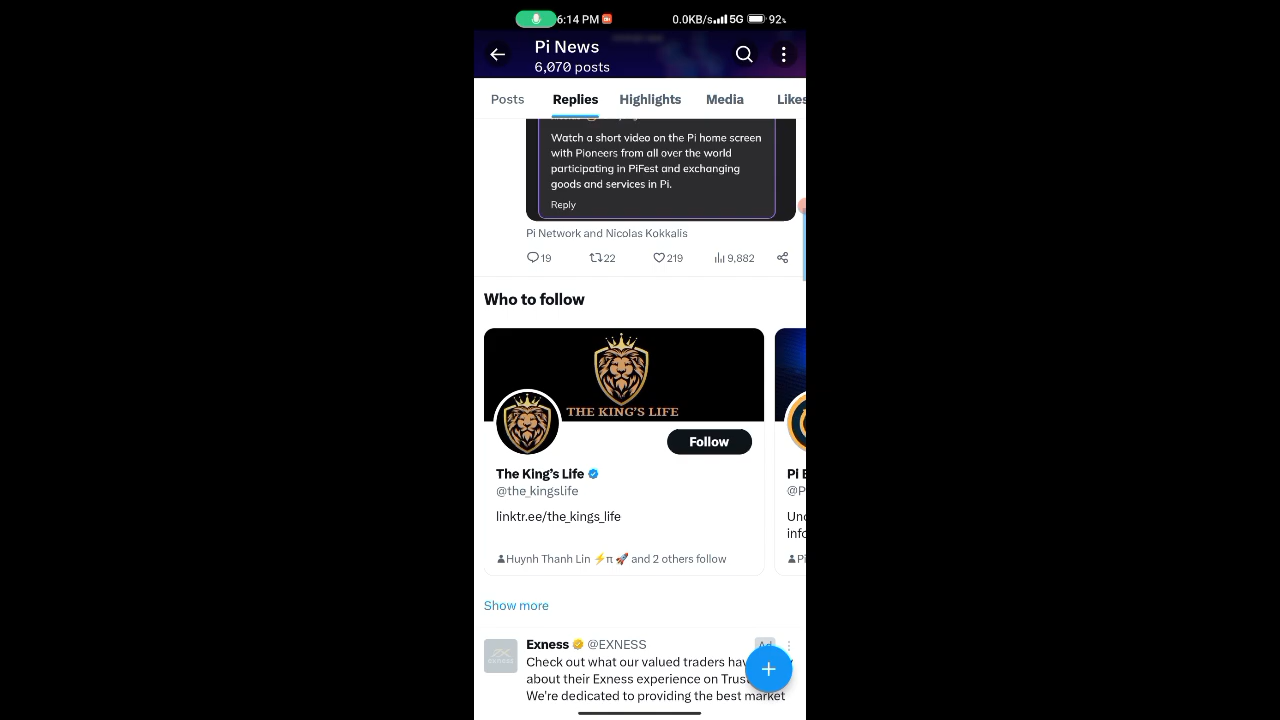 6:14 PM
0.0KB/s 5G 92%
Pi News
6,070 posts
Posts Replies Highlights Media Likes
Watch a short video on the Pi home screen
with Pioneers from all over the world
participating in PiFest and exchanging
goods and services in Pi.
Reply
Pi Network and Nicolas Kokkalis
19 22 219 9,882
Who to follow
THE KING'S LIFE
Follow
The King's Life
@the_kingslife
linktr.ee/the_kings_life
Huynh Thanh Lin ⚡π 🚀 and 2 others follow
Show more
Exness @EXNESS Ad
Check out what our valued traders
about their Exness experience on
We're dedicated to providing the best market